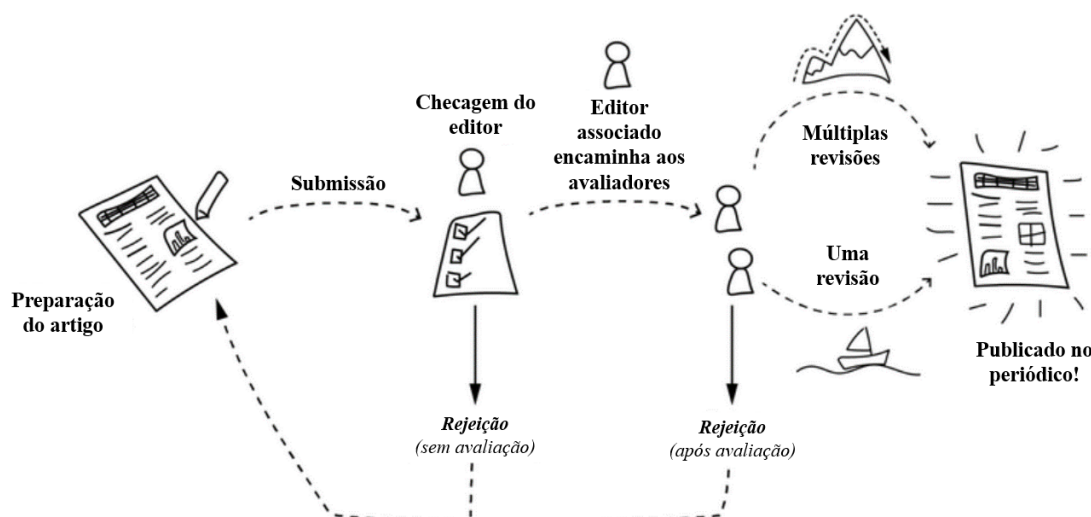 Preparação
do artigo
Submissão
Checagem do
editor
Editor
associado
encaminha aos
avaliadores
Múltiplas
revisões
Uma
revisão
Publicado no
periódico!
Rejeição
(sem avaliação)
Rejeição
(após avaliação)